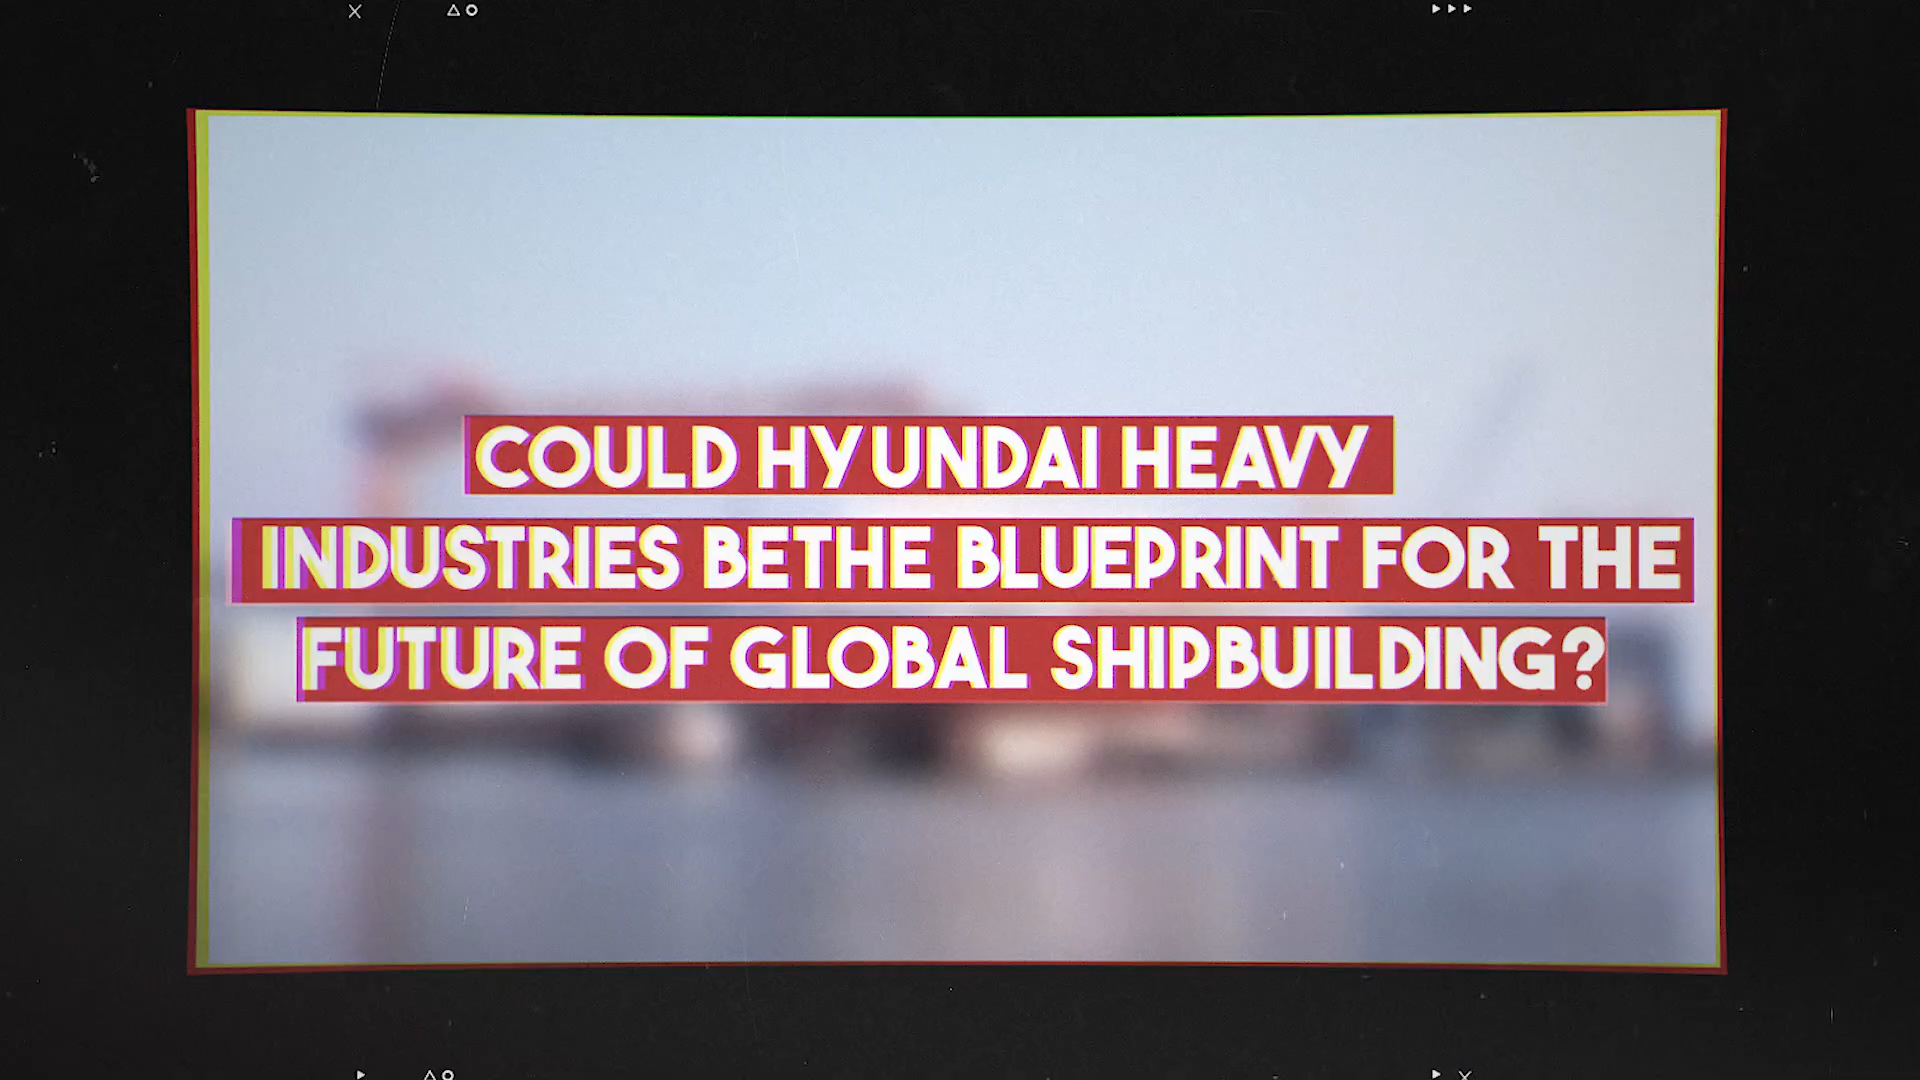 COULD HYUNDAI HEAVY
INDUSTRIES BETHE BLUEPRINT FOR THE
FUTURE OF GLOBAL SHIPBUILDING?